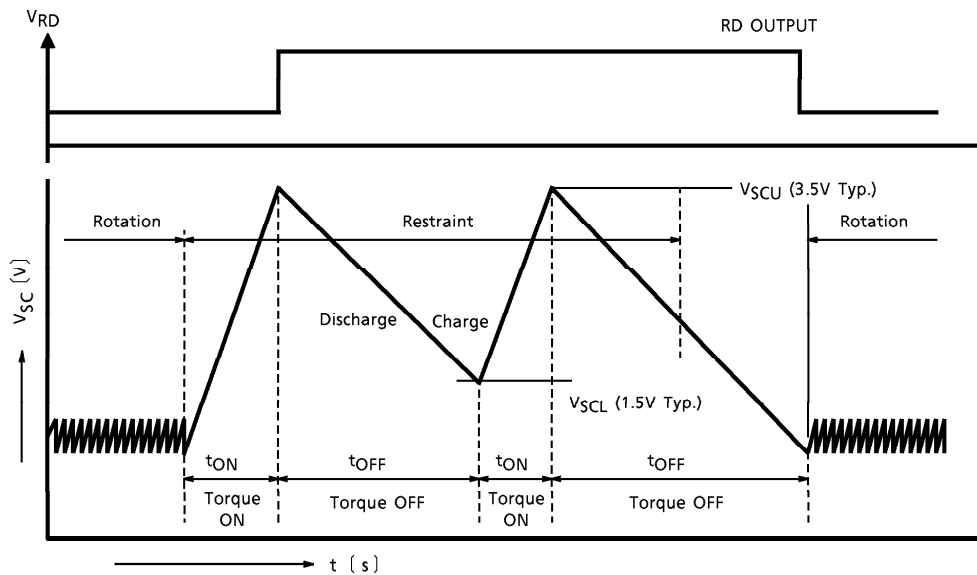 VRD
RD OUTPUT
VSCU (3.5V Typ.)
Rotation
Restraint
Rotation
VSC [V]
Discharge
Charge
VSCL (1.5V Typ.)
tON
tOFF
tON
tOFF
Torque
ON
Torque OFF
Torque
ON
Torque OFF
t [s]